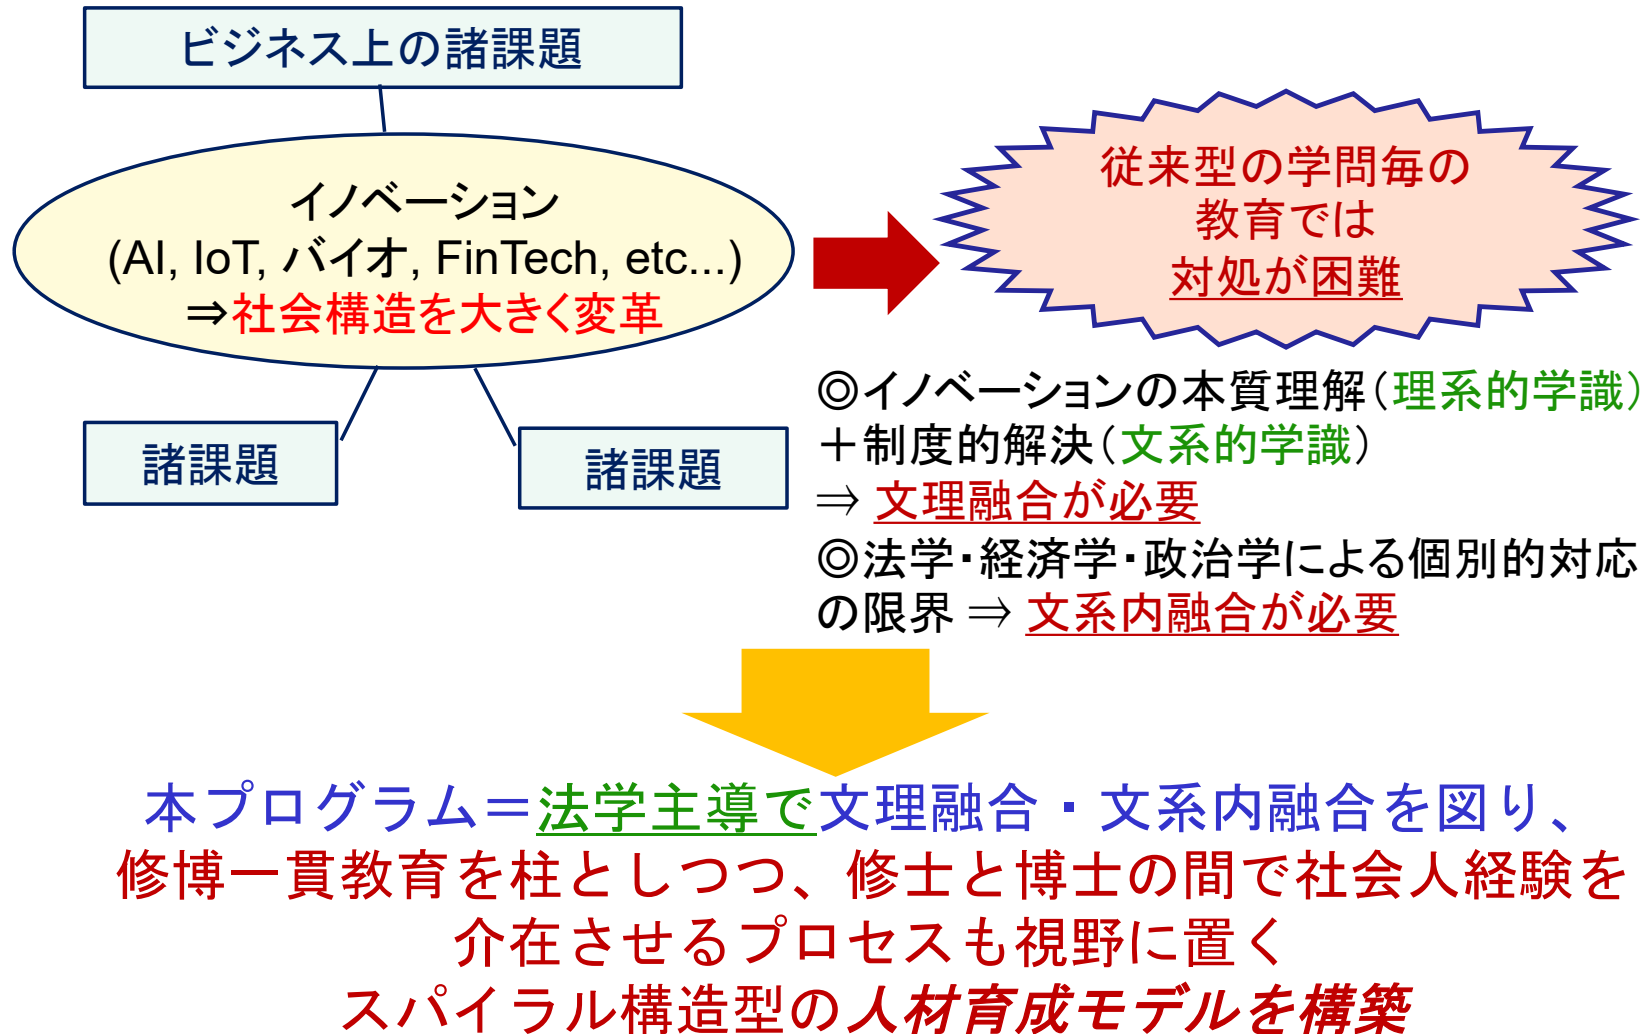 ビジネス上の諸課題
イノベーション
(AI, IoT, バイオ, FinTech, etc...)
⇒社会構造を大きく変革
諸課題
諸課題
従来型の学問毎の
教育では
対処が困難
◎イノベーションの本質理解(理系的学識)
＋制度的解決(文系的学識)
⇒ 文理融合が必要
◎法学・経済学・政治学による個別的対応
の限界 ⇒ 文系内融合が必要
本プログラム＝法学主導で文理融合・文系内融合を図り、
修博一貫教育を柱としつつ、修士と博士の間で社会人経験を
介在させるプロセスも視野に置く
スパイラル構造型の人材育成モデルを構築